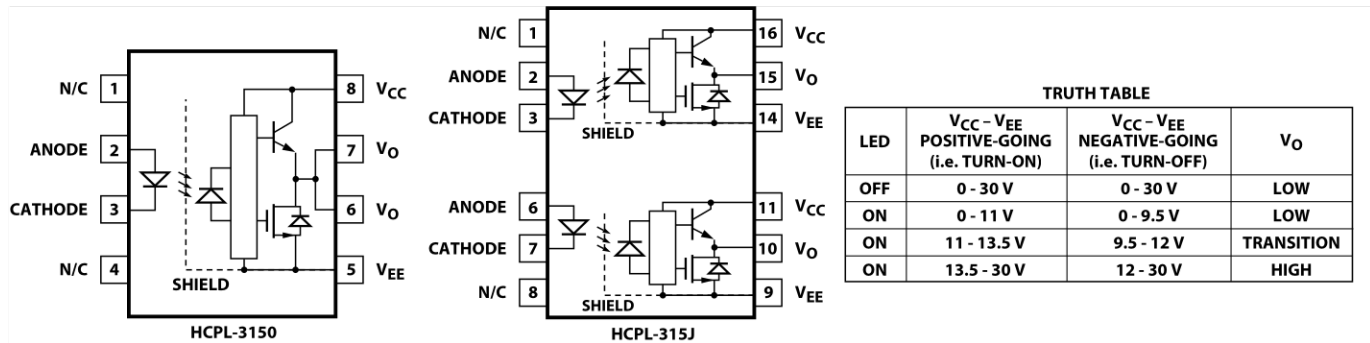 N/C 1
ANODE 2
CATHODE 3
N/C 4
8 VCC
7 VO
6 VO
5 VEE
SHIELD
HCPL-3150
N/C 1
ANODE 2
CATHODE 3
16 VCC
15 VO
14 VEE
SHIELD
ANODE 6
CATHODE 7
N/C 8
11 VCC
10 VO
9 VEE
SHIELD
HCPL-315J
TRUTH TABLE
LED
VCC – VEE
POSITIVE-GOING
(i.e. TURN-ON)
VCC – VEE
NEGATIVE-GOING
(i.e. TURN-OFF)
VO
OFF 0 - 30 V 0 - 30 V LOW
ON 0 - 11 V 0 - 9.5 V LOW
ON 11 - 13.5 V 9.5 - 12 V TRANSITION
ON 13.5 - 30 V 12 - 30 V HIGH